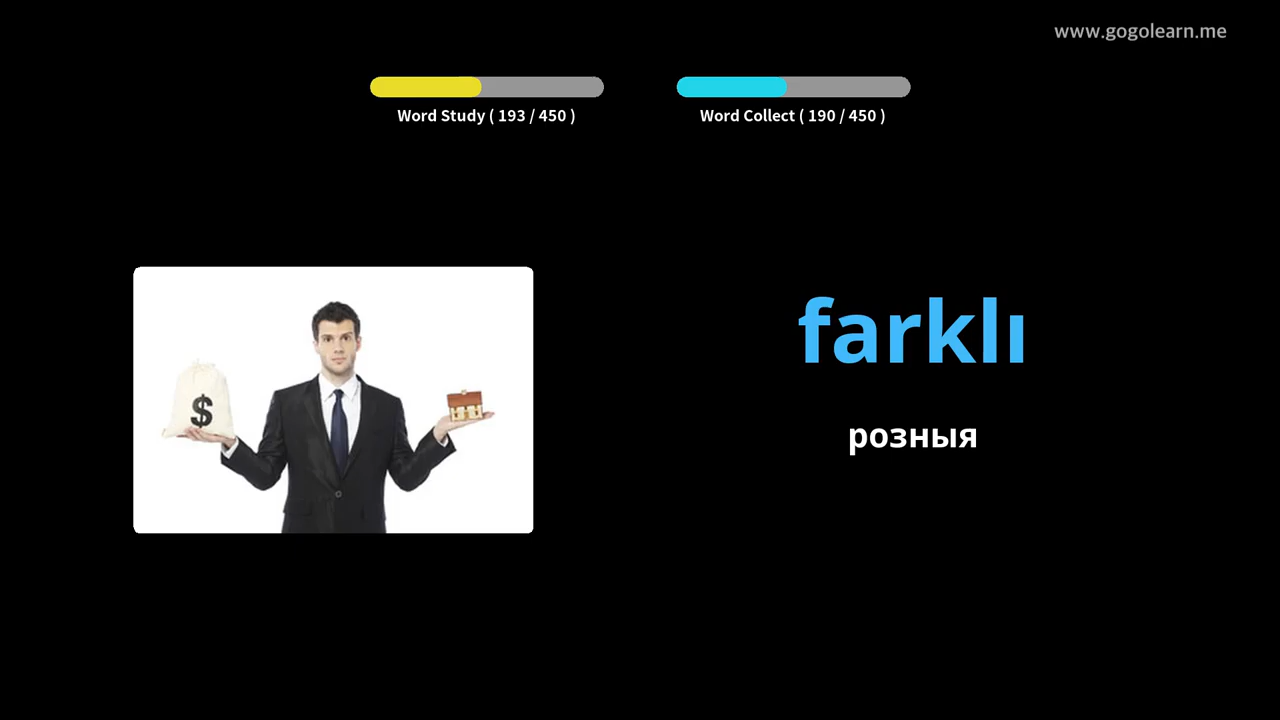 www.gogolearn.me
Word Study ( 193 / 450 )
Word Collect ( 190 / 450 )
farklı
розныя
$